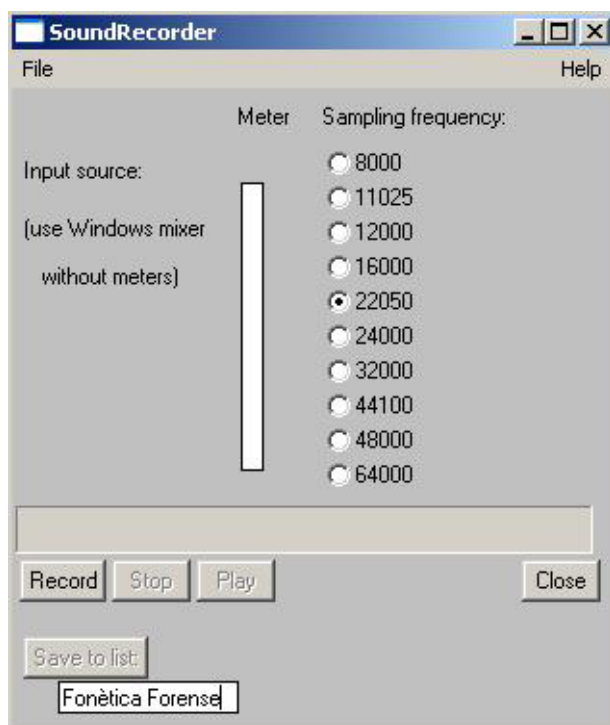 SoundRecorder
File Help
Meter Sampling frequency:
Input source:
(use Windows mixer
without meters)
8000
11025
12000
16000
22050
24000
32000
44100
48000
64000
Record Stop Play Close
Save to list:
Fonètica Forense